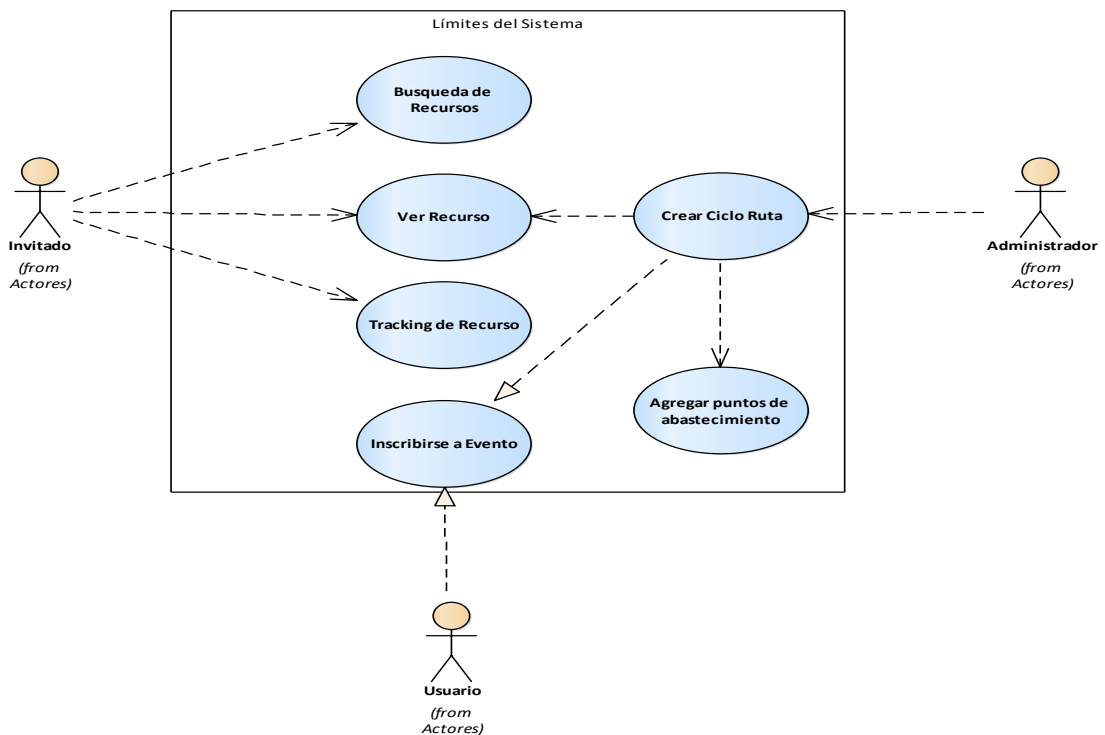 Límites del Sistema
Busqueda de
Recursos
Ver Recurso
Crear Ciclo Ruta
Tracking de Recurso
Agregar puntos de
abastecimiento
Inscribirse a Evento
Invitado
(from
Actores)
Administrador
(from
Actores)
Usuario
(from
Actores)